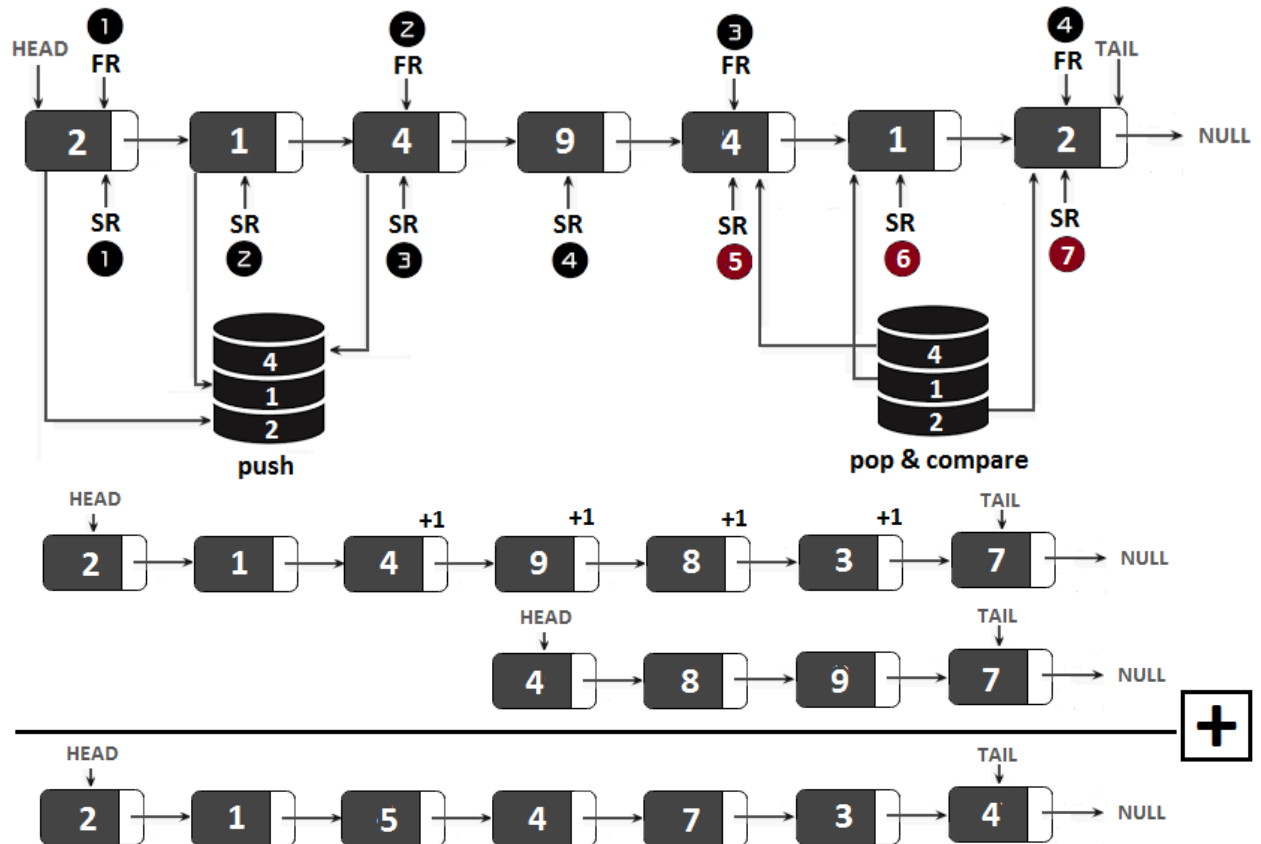 1 2 3 4
HEAD FR FR FR FR TAIL
2 1 4 9 4 1 2 NULL
SR SR SR SR SR SR SR
1 2 3 4 5 6 7
4 4
1 1
2 2
push pop & compare
HEAD +1 +1 +1 +1 TAIL
2 1 4 9 8 3 7 NULL
HEAD TAIL
4 8 9 7 NULL
+
HEAD TAIL
2 1 5 4 7 3 4 NULL